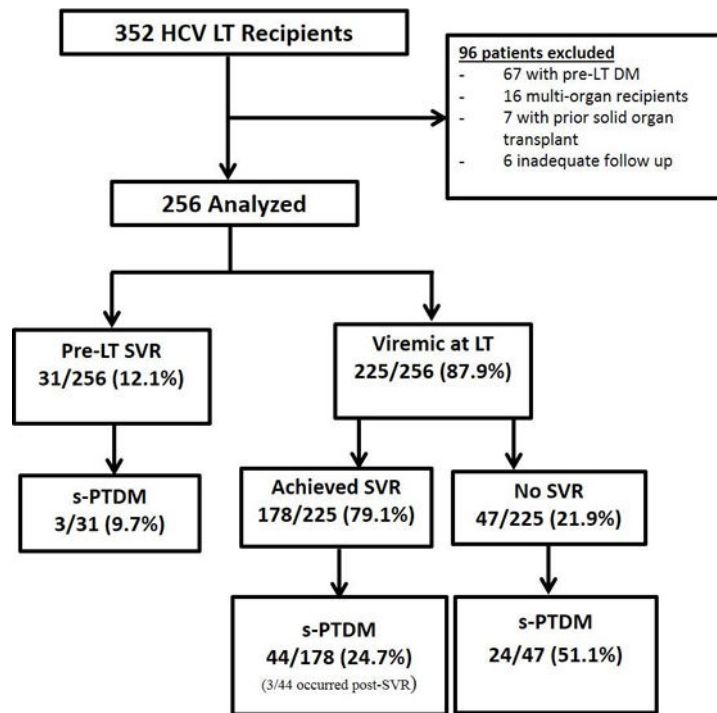 352 HCV LT Recipients
96 patients excluded
- 67 with pre-LT DM
- 16 multi-organ recipients
- 7 with prior solid organ
transplant
- 6 inadequate follow up
256 Analyzed
Pre-LT SVR
31/256 (12.1%)
Viremic at LT
225/256 (87.9%)
s-PTDM
3/31 (9.7%)
Achieved SVR
178/225 (79.1%)
No SVR
47/225 (21.9%)
s-PTDM
44/178 (24.7%)
(3/44 occurred post-SVR)
s-PTDM
24/47 (51.1%)